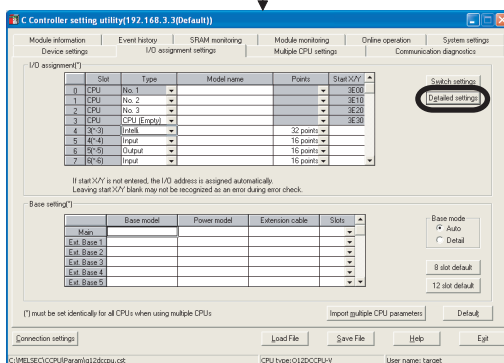 C Controller setting utility(192.168.3.3(Default))
Module information Event history SRAM monitoring Module monitoring Online operation System settings
Device settings I/O assignment settings Multiple CPU settings Communication diagnostics
I/O assignment(*)
Slot Type Model name Points Start X/Y
0 CPU No. 1 3E00
1 CPU No. 2 3E10
2 CPU No. 3 3E20
3 CPU CPU (Empty) 3E30
4 3(*-3) Intelli. 32 points
5 4(*-4) Input 16 points
6 5(*-5) Output 16 points
7 6(*-6) Input 16 points
Switch settings
Detailed settings
If start X/Y is not entered, the I/O address is assigned automatically.
Leaving start X/Y blank may not be recognized as an error during error check.
Base setting(*)
Base model Power model Extension cable Slots
Main
Ext. Base 1
Ext. Base 2
Ext. Base 3
Ext. Base 4
Ext. Base 5
Base mode
Auto
Detail
8 slot default
12 slot default
(*) must be set identically for all CPUs when using multiple CPUs
Import multiple CPU parameters Default
Connection settings Load File Save File Help Exit
C:\MELSEC\CCPU\Param\q12dccpu.cst CPU type:Q12DCCPU-V User name: target